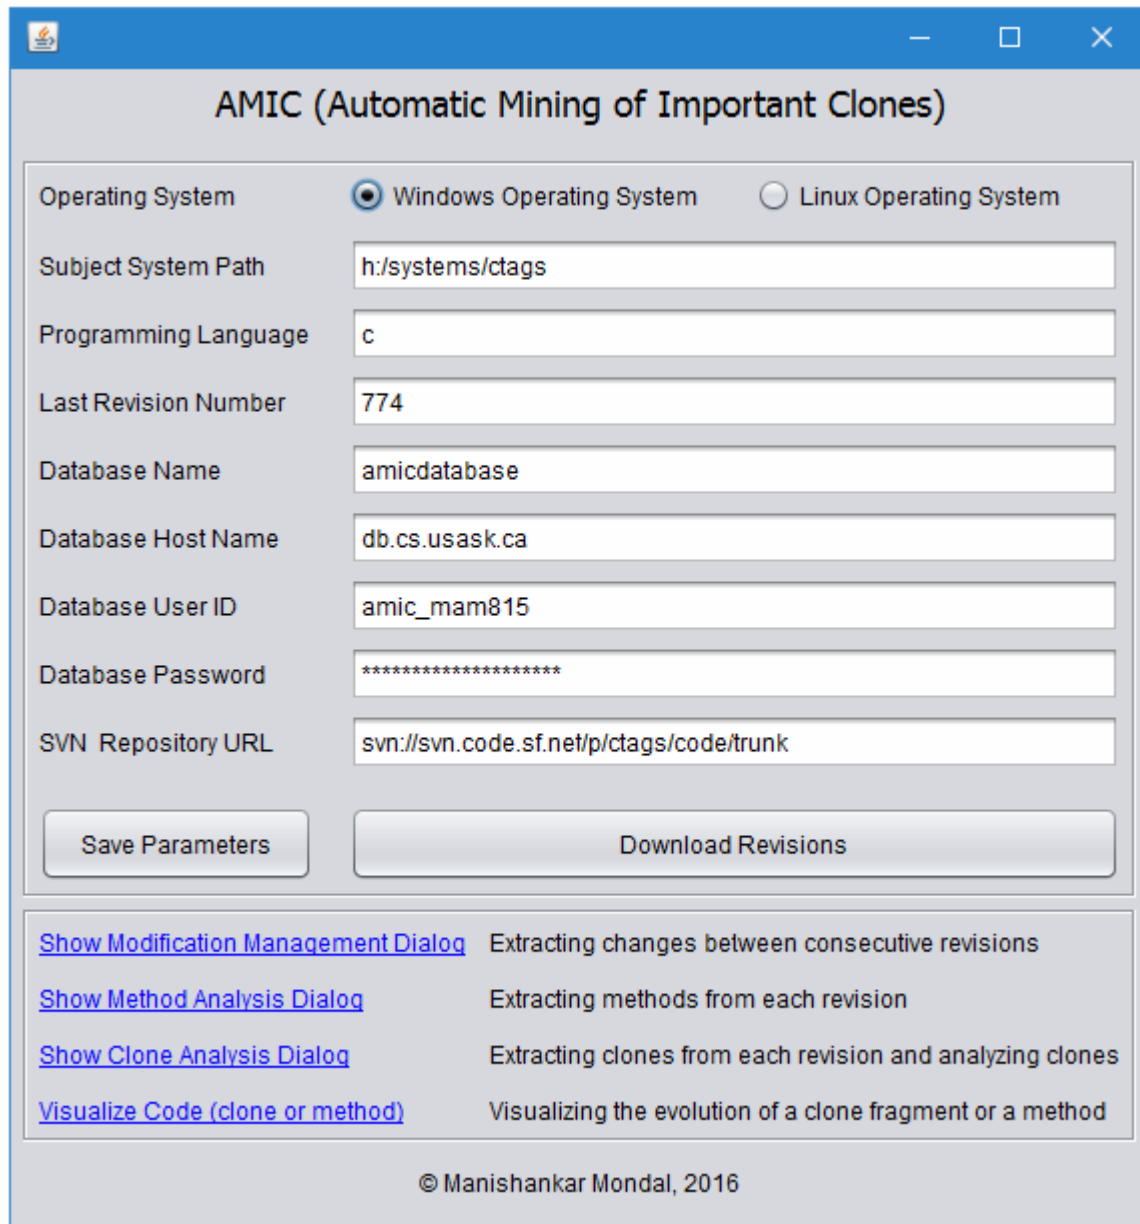 AMIC (Automatic Mining of Important Clones)
Operating System Windows Operating System Linux Operating System
Subject System Path h:/systems/ctags
Programming Language c
Last Revision Number 774
Database Name amicdatabase
Database Host Name db.cs.usask.ca
Database User ID amic_mam815
Database Password ********************
SVN Repository URL svn://svn.code.sf.net/p/ctags/code/trunk
Save Parameters Download Revisions
Show Modification Management Dialog Extracting changes between consecutive revisions
Show Method Analysis Dialog Extracting methods from each revision
Show Clone Analysis Dialog Extracting clones from each revision and analyzing clones
Visualize Code (clone or method) Visualizing the evolution of a clone fragment or a method
© Manishankar Mondal, 2016